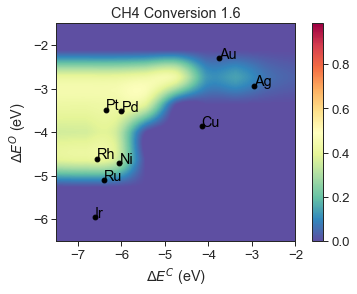 CH4 Conversion 1.6
−2
−3
−4
−5
−6
ΔE^O (eV)
Au
Ag
Pt
Pd
Cu
Rh
Ni
Ru
Ir
−7 −6 −5 −4 −3 −2
ΔE^C (eV)
0.8
0.6
0.4
0.2
0.0